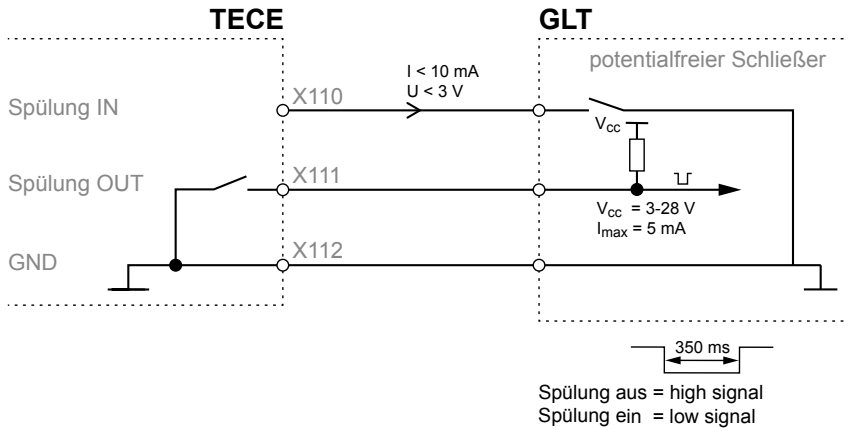 TECE
GLT
potentialfreier Schließer
I < 10 mA
U < 3 V
Spülung IN
X110
Vcc
Spülung OUT
X111
Vcc = 3-28 V
Imax = 5 mA
GND
X112
350 ms
Spülung aus = high signal
Spülung ein = low signal